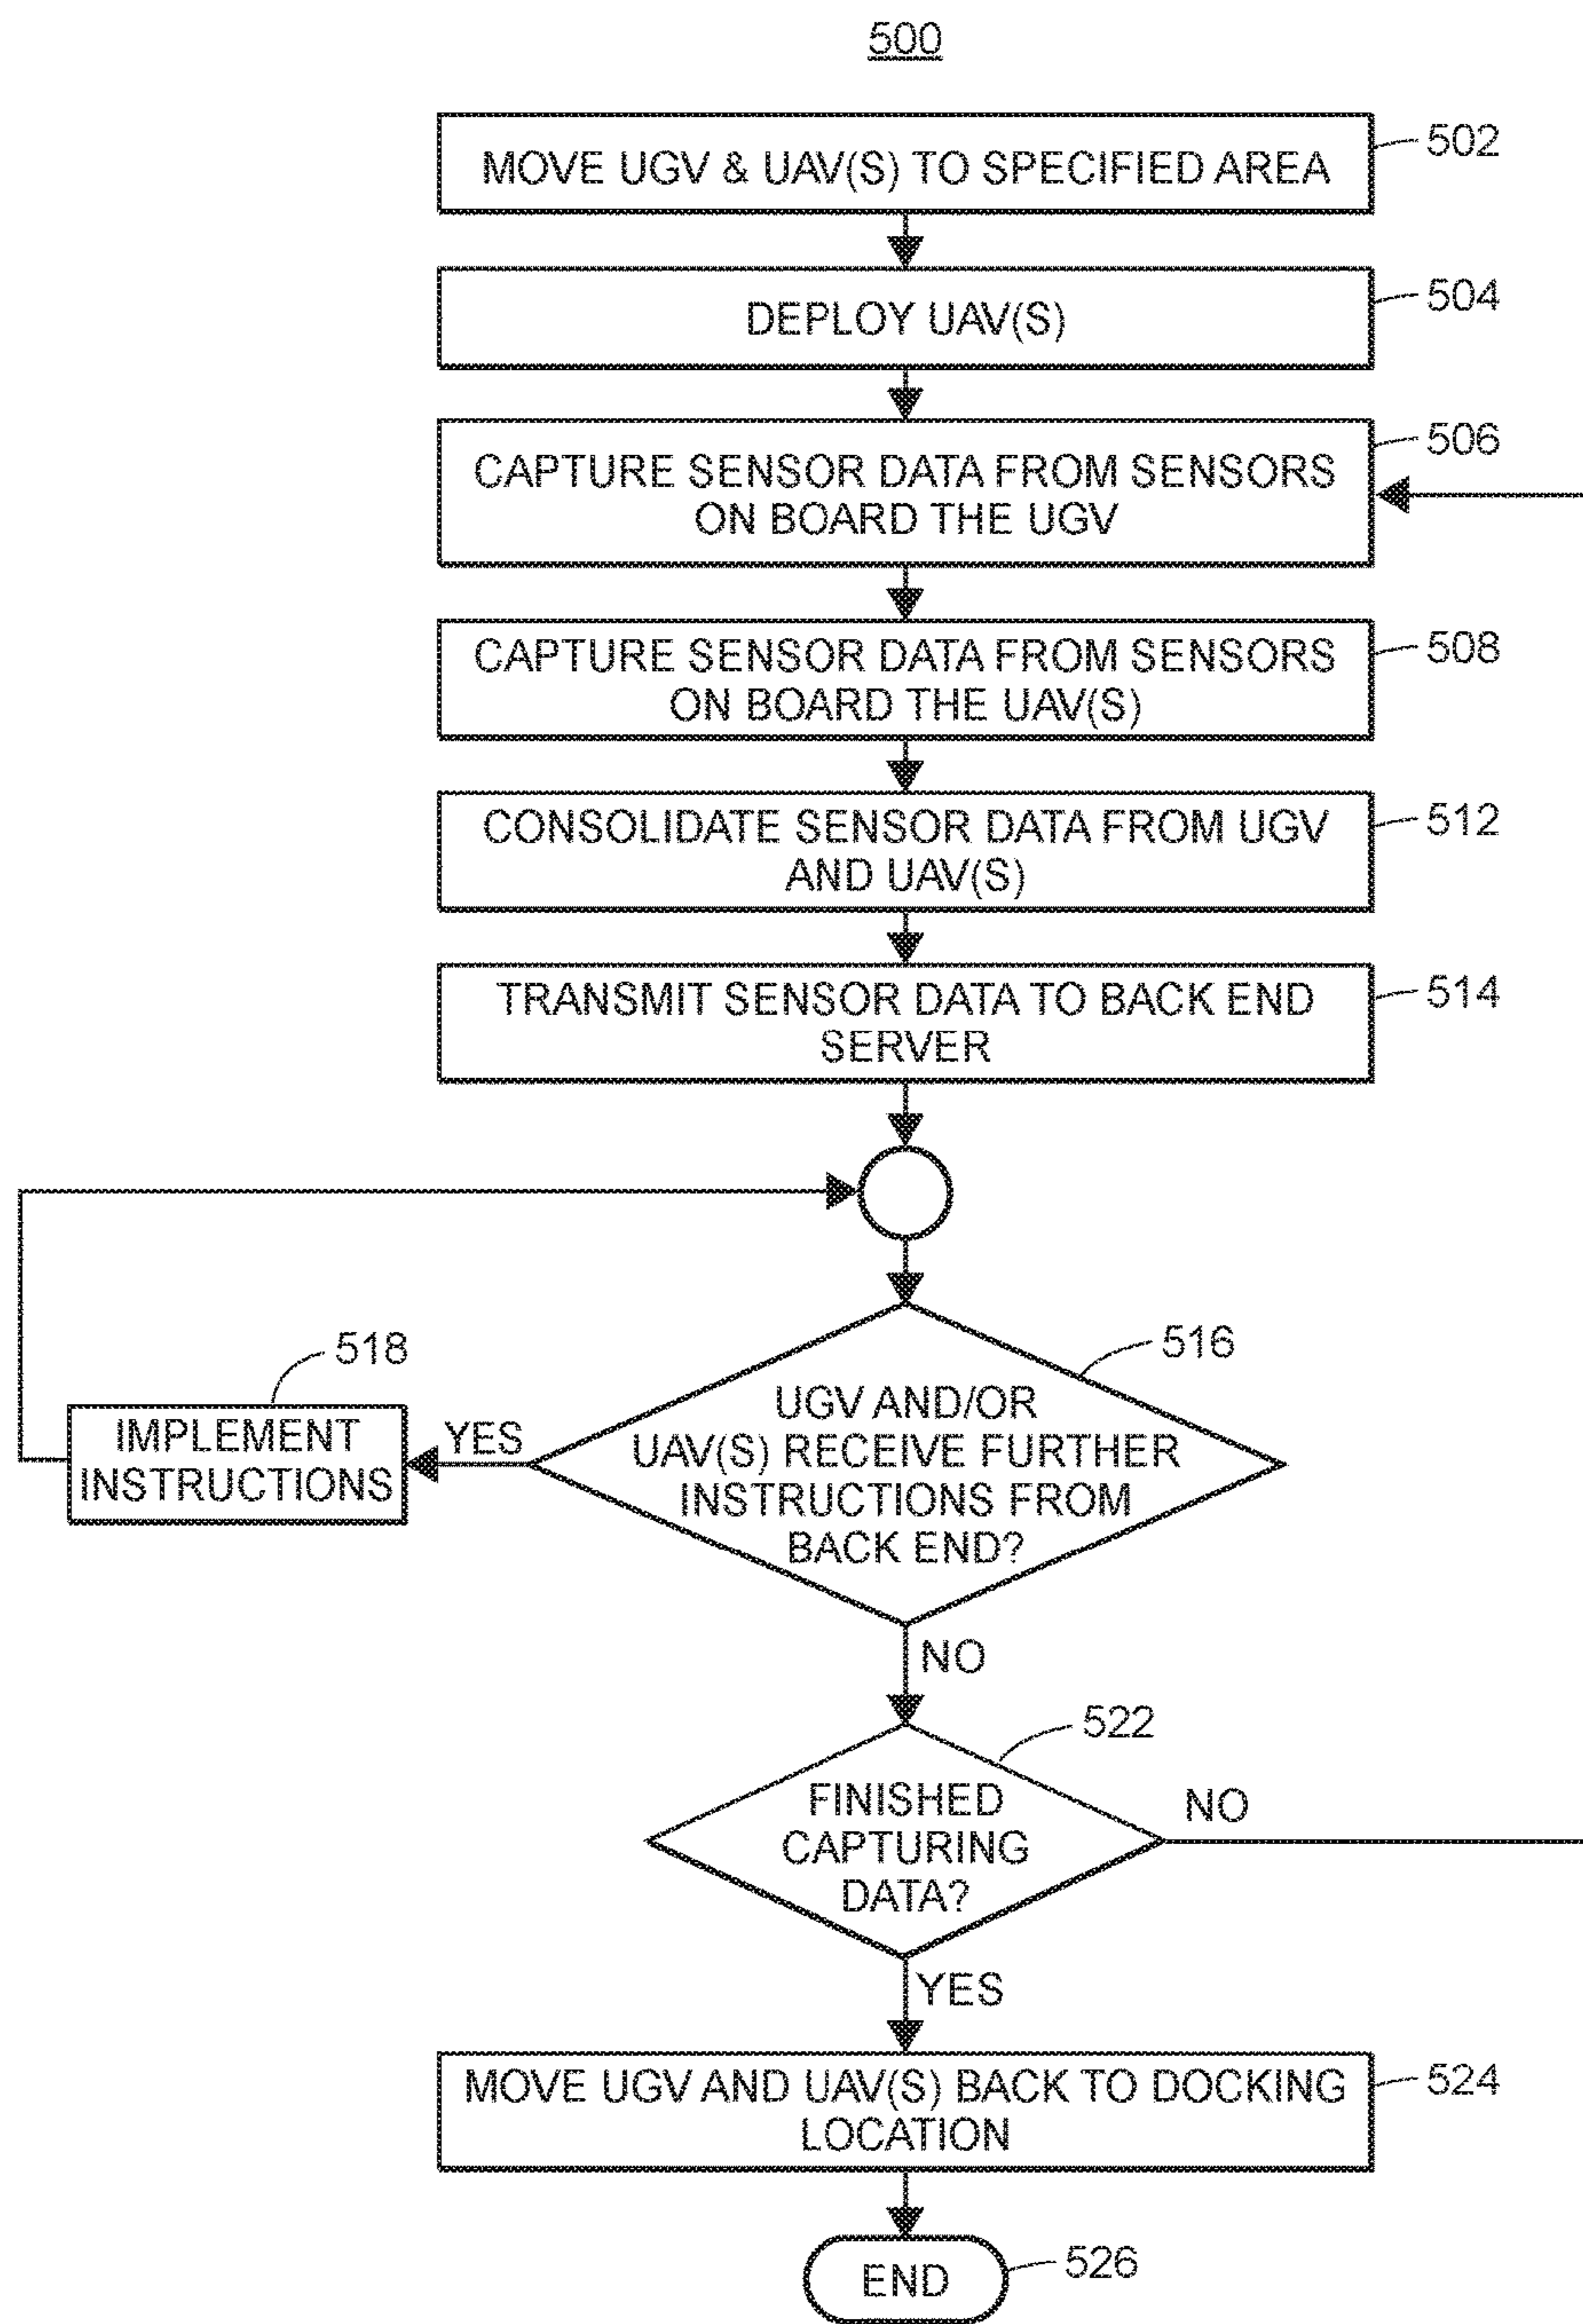 500
MOVE UGV & UAV(S) TO SPECIFIED AREA
502
DEPLOY UAV(S)
504
CAPTURE SENSOR DATA FROM SENSORS
ON BOARD THE UGV
506
CAPTURE SENSOR DATA FROM SENSORS
ON BOARD THE UAV(S)
508
CONSOLIDATE SENSOR DATA FROM UGV
AND UAV(S)
512
TRANSMIT SENSOR DATA TO BACK END
SERVER
514
516
UGV AND/OR
UAV(S) RECEIVE FURTHER
INSTRUCTIONS FROM
BACK END?
YES
518
IMPLEMENT
INSTRUCTIONS
NO
522
FINISHED
CAPTURING
DATA?
NO
YES
MOVE UGV AND UAV(S) BACK TO DOCKING
LOCATION
524
END
526